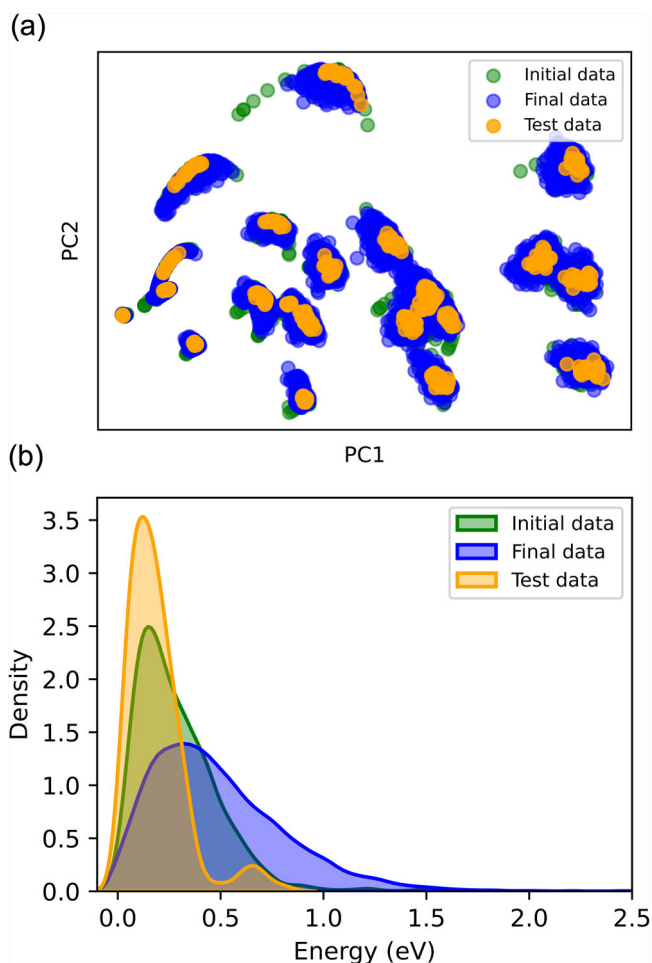 (a)
Initial data
Final data
Test data
PC2
PC1
(b)
3.5
3.0
2.5
2.0
1.5
1.0
0.5
0.0
Density
Initial data
Final data
Test data
0.0 0.5 1.0 1.5 2.0 2.5
Energy (eV)